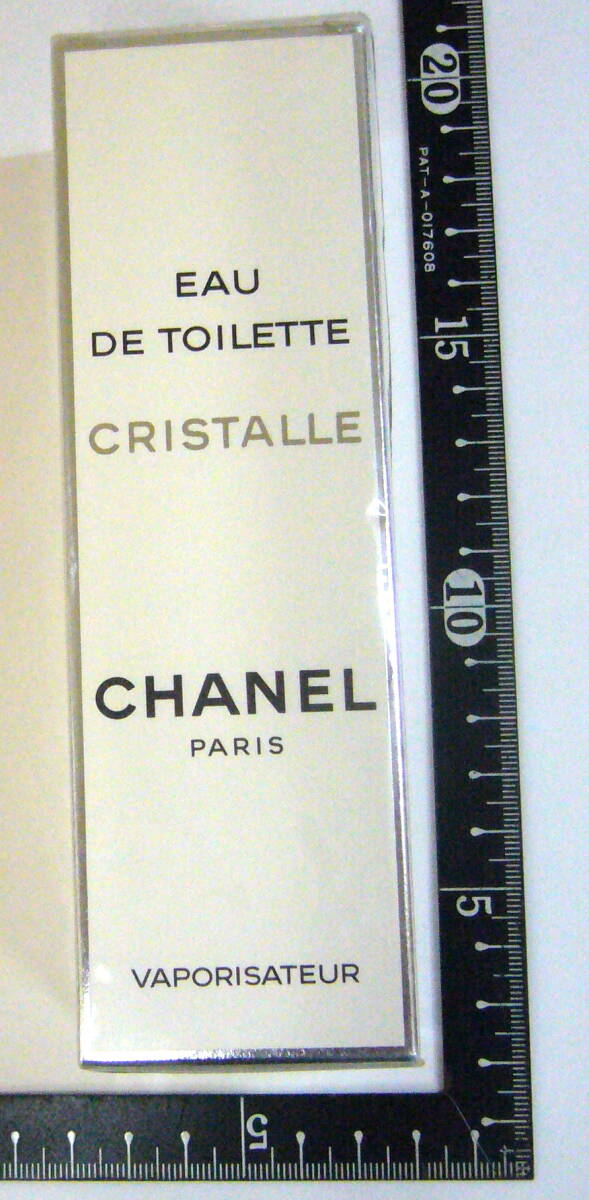 EAU
DE TOILETTE
CRISTALLE
CHANEL
PARIS
VAPORISATEUR
20
PAT-A-017608
15
10
5
5